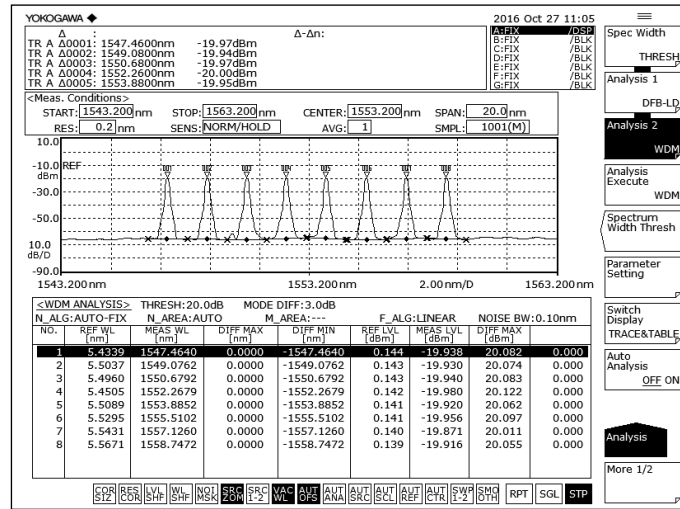 YOKOGAWA ◆
2016 Oct 27 11:05
Δ :
Δ-Δn:
TR A Δ0001: 1547.4600nm -19.97dBm
TR A Δ0002: 1549.0800nm -19.94dBm
TR A Δ0003: 1550.6800nm -19.97dBm
TR A Δ0004: 1552.2600nm -20.00dBm
TR A Δ0005: 1553.8800nm -19.95dBm
A:FIX /DSP
B:FIX /BLK
C:FIX /BLK
D:FIX /BLK
E:FIX /BLK
F:FIX /BLK
G:FIX /BLK
<Meas. Conditions>
START: 1543.200 nm STOP: 1563.200 nm CENTER: 1553.200 nm SPAN: 20.0 nm
RES: 0.2 nm SENS: NORM/HOLD AVG: 1 SMPL: 1001(M)
10.0
-10.0 REF
dBm
-30.0
-50.0
10.0
dB/D
-90.0
001 002 003 004 005 006 007 008
1543.200nm 1553.200nm 2.00nm/D 1563.200nm
<WDM ANALYSIS> THRESH:20.0dB MODE DIFF:3.0dB
N_ALG:AUTO-FIX N_AREA:AUTO M_AREA:--- F_ALG:LINEAR NOISE BW:0.10nm
NO. REF WL MEAS WL DIFF MAX DIFF MIN REF LVL MEAS LVL DIFF MAX
[nm] [nm] [nm] [nm] [dBm] [dBm] [dBm]
1 5.4339 1547.4640 0.0000 -1547.4640 0.144 -19.938 20.082 0.000
2 5.5037 1549.0762 0.0000 -1549.0762 0.143 -19.930 20.074 0.000
3 5.4960 1550.6792 0.0000 -1550.6792 0.143 -19.940 20.083 0.000
4 5.4505 1552.2679 0.0000 -1552.2679 0.142 -19.980 20.122 0.000
5 5.5089 1553.8852 0.0000 -1553.8852 0.141 -19.920 20.062 0.000
6 5.5295 1555.5102 0.0000 -1555.5102 0.141 -19.956 20.097 0.000
7 5.5431 1557.1260 0.0000 -1557.1260 0.140 -19.871 20.011 0.000
8 5.5671 1558.7472 0.0000 -1558.7472 0.139 -19.916 20.055 0.000
COR RES LVL WL NOI SRC SRC VAC AUT AUT AUT AUT AUT AUT SWP SMO
SIZ COR SHF SHF MSK ZOM 1-2 WL OFS ANA SRC SCL REF CTR 1-2 OTH
RPT SGL STP
Spec Width
THRESH
Analysis 1
DFB-LD
Analysis 2
WDM
Analysis
Execute
WDM
Spectrum
Width Thresh
Parameter
Setting
Switch
Display
TRACE&TABLE
Auto
Analysis
OFF ON
Analysis
More 1/2